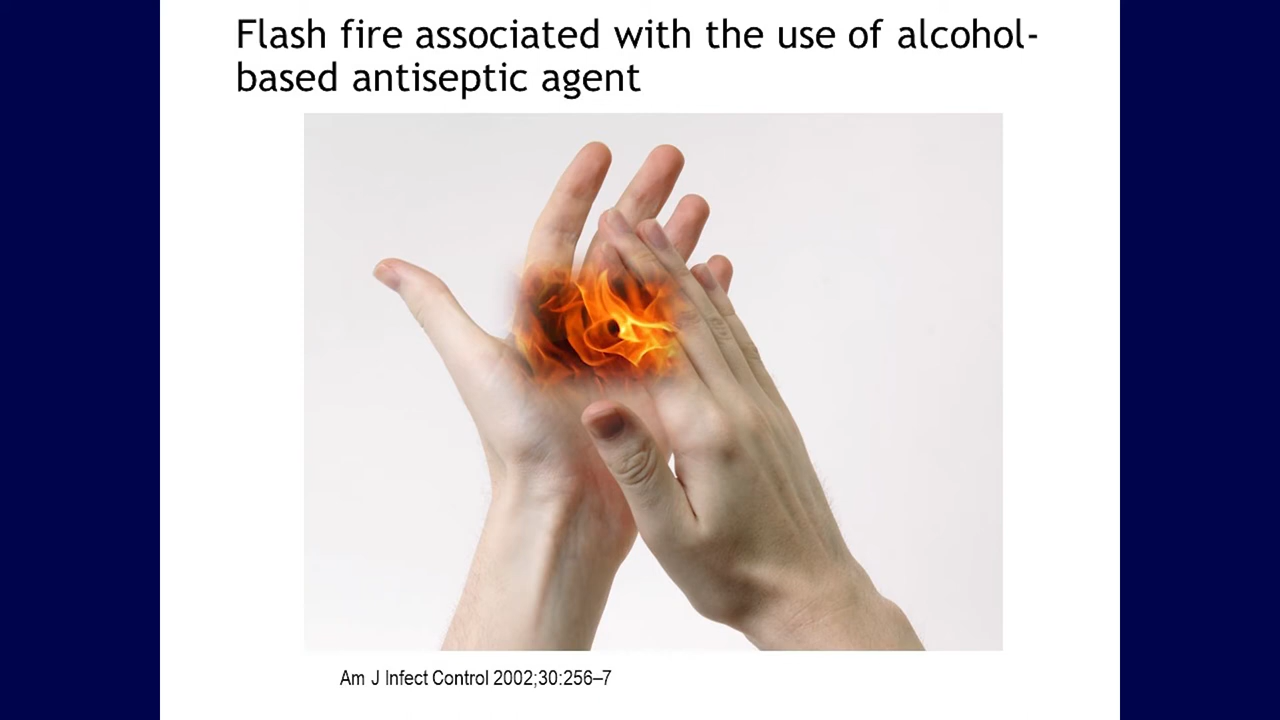 Flash fire associated with the use of alcohol-
based antiseptic agent
Am J Infect Control 2002;30:256–7